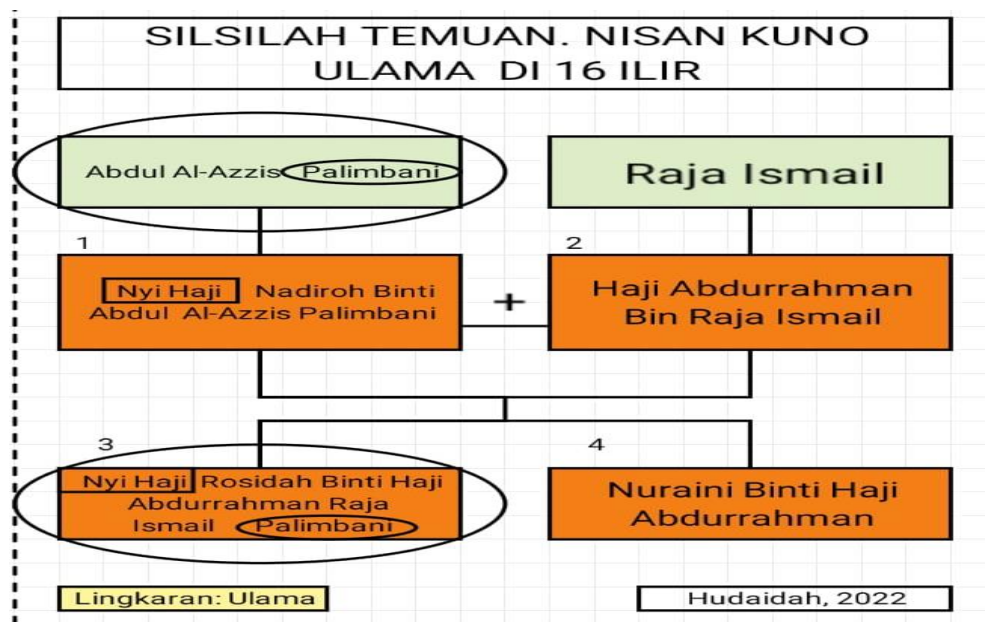 SILSILAH TEMUAN. NISAN KUNO
ULAMA DI 16 ILIR
Abdul Al-Azzis Palimbani
Raja Ismail
1
Nyi Haji Nadiroh Binti
Abdul Al-Azzis Palimbani
+
2
Haji Abdurrahman
Bin Raja Ismail
3
Nyi Haji Rosidah Binti Haji
Abdurrahman Raja
Ismail Palimbani
4
Nuraini Binti Haji
Abdurrahman
Lingkaran: Ulama
Hudaidah, 2022